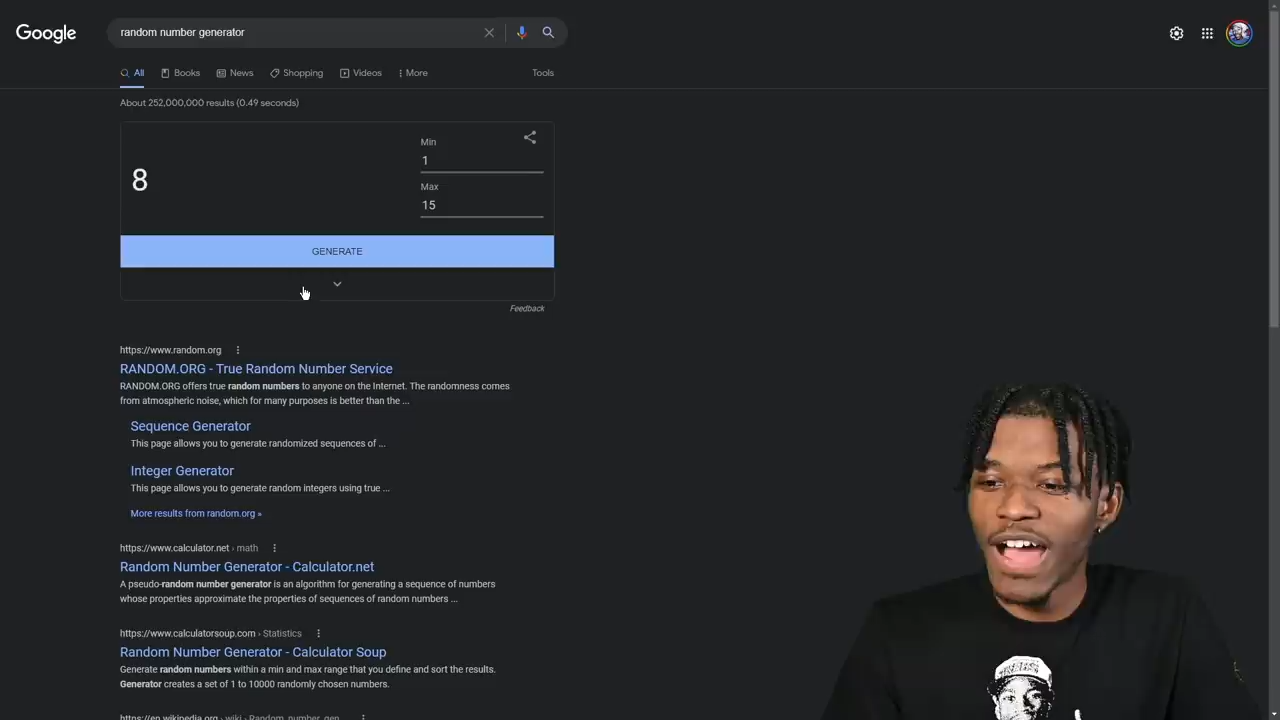 Google
random number generator
All
Books
News
Shopping
Videos
More
Tools
About 252,000,000 results (0.49 seconds)
8
Min
1
Max
15
GENERATE
Feedback
https://www.random.org
RANDOM.ORG - True Random Number Service
RANDOM.ORG offers true random numbers to anyone on the Internet. The randomness comes
from atmospheric noise, which for many purposes is better than the ...
Sequence Generator
This page allows you to generate randomized sequences of ...
Integer Generator
This page allows you to generate random integers using true ...
More results from random.org »
https://www.calculator.net › math
Random Number Generator - Calculator.net
A pseudo-random number generator is an algorithm for generating a sequence of numbers
whose properties approximate the properties of sequences of random numbers ...
https://www.calculatorsoup.com › Statistics
Random Number Generator - Calculator Soup
Generate random numbers within a min and max range that you define and sort the results.
Generator creates a set of 1 to 10000 randomly chosen numbers.
https://en.wikipedia.org › wiki › Random_number_gen...